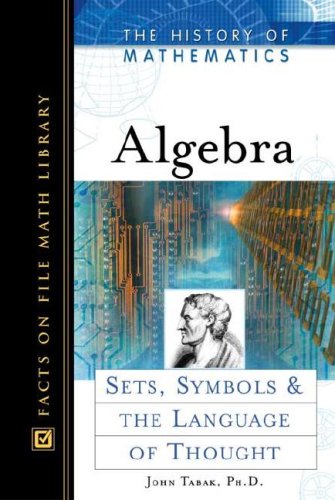 THE HISTORY OF
MATHEMATICS
Algebra
SETS, SYMBOLS &
THE LANGUAGE
OF THOUGHT
JOHN TABAK, PH.D.
FACTS ON FILE MATH LIBRARY